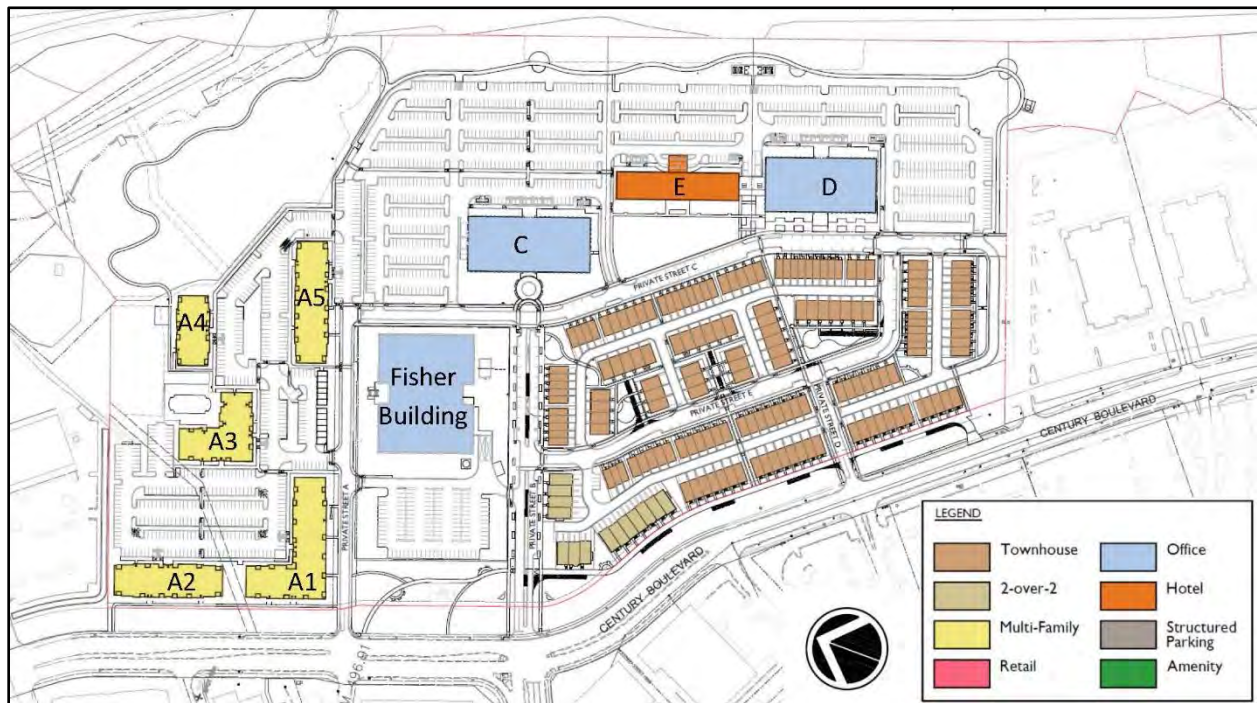 E
D
C
PRIVATE STREET C
A5
A4
Fisher
Building
A3
PRIVATE STREET E
PRIVATE STREET D
CENTURY BOULEVARD
PRIVATE STREET A
PRIVATE STREET B
A2
A1
CENTURY BOULEVARD
LEGEND
Townhouse
Office
2-over-2
Hotel
Multi-Family
Structured
Parking
Retail
Amenity